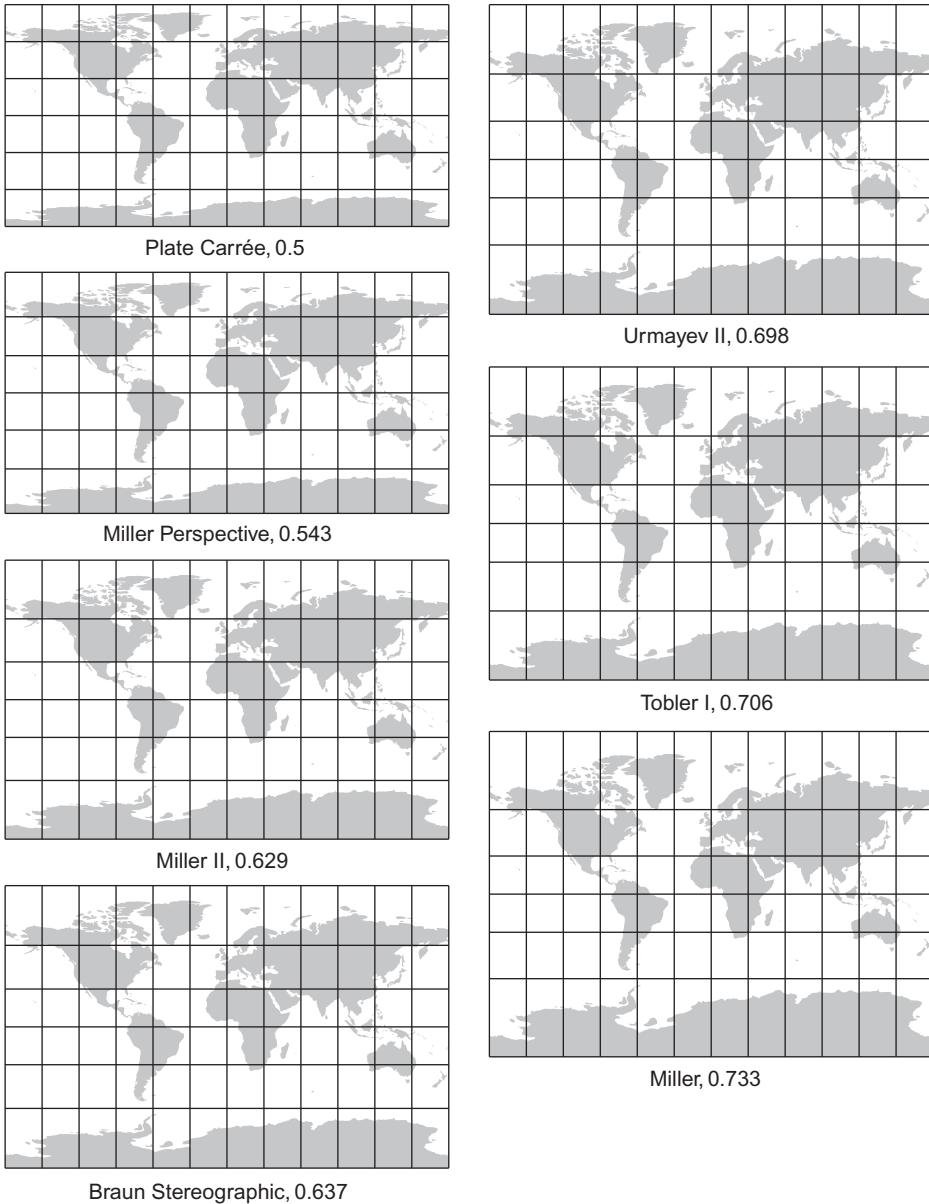 Plate Carrée, 0.5
Miller Perspective, 0.543
Miller II, 0.629
Braun Stereographic, 0.637
Urmayev II, 0.698
Tobler I, 0.706
Miller, 0.733